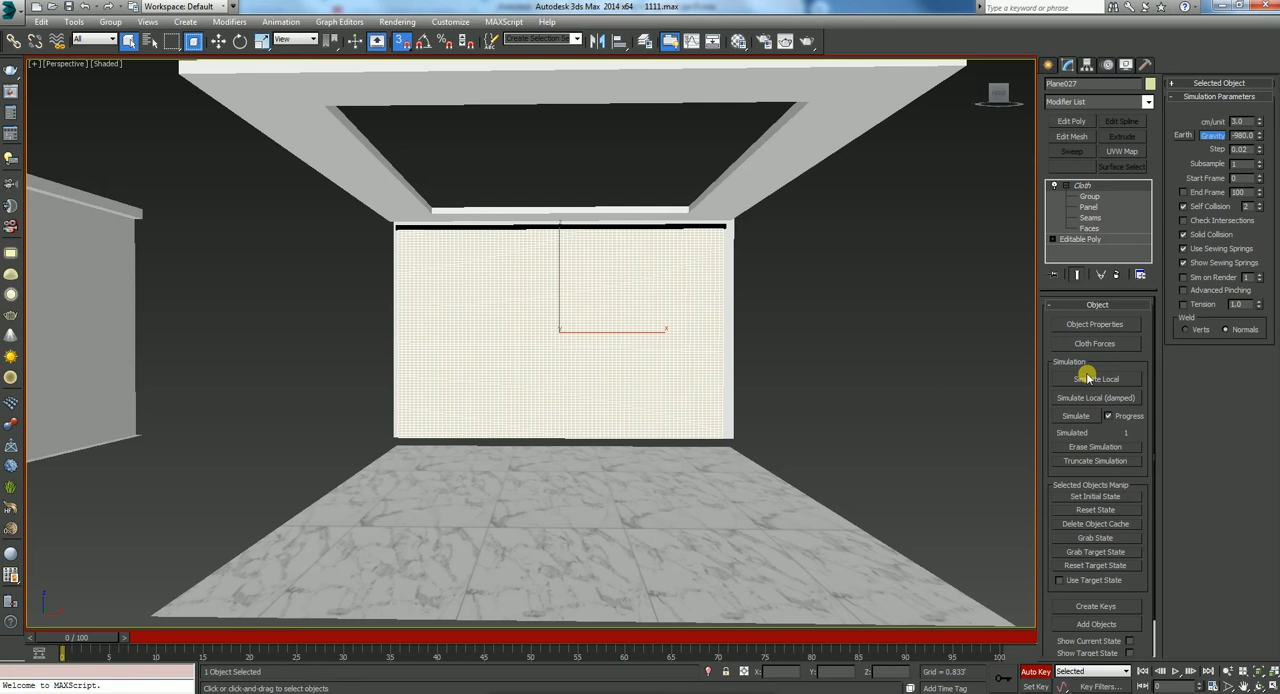 Workspace: Default
Autodesk 3ds Max 2014 x64   1111.max
Type a keyword or phrase
Edit
Tools
Group
Views
Create
Modifiers
Animation
Graph Editors
Rendering
Customize
MAXScript
Help
All
View
Create Selection Se
[+] [Perspective] [Shaded]
Plane027
Modifier List
Edit Poly
Edit Spline
Edit Mesh
Extrude
Sweep
UVW Map
Surface Select
Cloth
Group
Panel
Seams
Faces
Editable Poly
- Object
Object Properties
Cloth Forces
Simulation
Simulate Local
Simulate Local (damped)
Simulate
Progress
Simulated 1
Erase Simulation
Truncate Simulation
Selected Objects Manip
Set Initial State
Reset State
Delete Object Cache
Grab State
Grab Target State
Reset Target State
Use Target State
Create Keys
Add Objects
Show Current State
Show Target State
+ Selected Object
- Simulation Parameters
cm/unit 3.0
Earth Gravity -980.0
Step 0.02
Subsample 1
Start Frame 0
End Frame 100
Self Collision 2
Check Intersections
Solid Collision
Use Sewing Springs
Show Sewing Springs
Sim on Render 1
Advanced Pinching
Tension 1.0
Weld
Verts Normals
z
y
x
z
0 / 100
0 5 10 15 20 25 30 35 40 45 50 55 60 65 70 75 80 85 90 95 100
1 Object Selected
X:
Y:
Z:
Grid = 0.833'
Auto Key
Selected
Welcome to MAXScript.
Click or click-and-drag to select objects
Add Time Tag
Set Key
Key Filters...
0